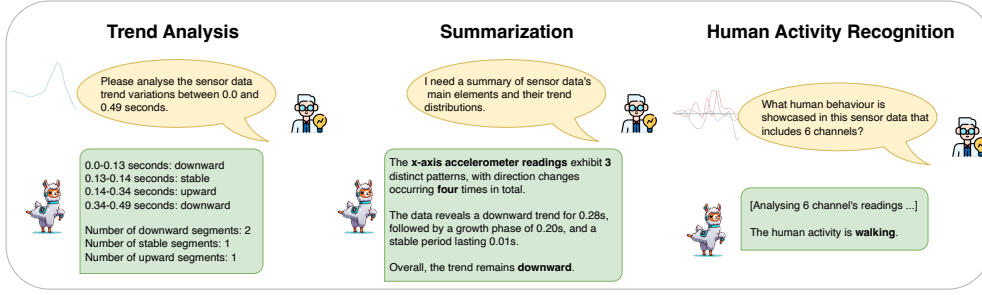 Trend Analysis
Please analyse the sensor data
trend variations between 0.0 and
0.49 seconds.
0.0-0.13 seconds: downward
0.13-0.14 seconds: stable
0.14-0.34 seconds: upward
0.34-0.49 seconds: downward
Number of downward segments: 2
Number of stable segments: 1
Number of upward segments: 1
Summarization
I need a summary of sensor data's
main elements and their trend
distributions.
The x-axis accelerometer readings exhibit 3
distinct patterns, with direction changes
occurring four times in total.
The data reveals a downward trend for 0.28s,
followed by a growth phase of 0.20s, and a
stable period lasting 0.01s.
Overall, the trend remains downward.
Human Activity Recognition
What human behaviour is
showcased in this sensor data that
includes 6 channels?
[Analysing 6 channel's readings ...]
The human activity is walking.